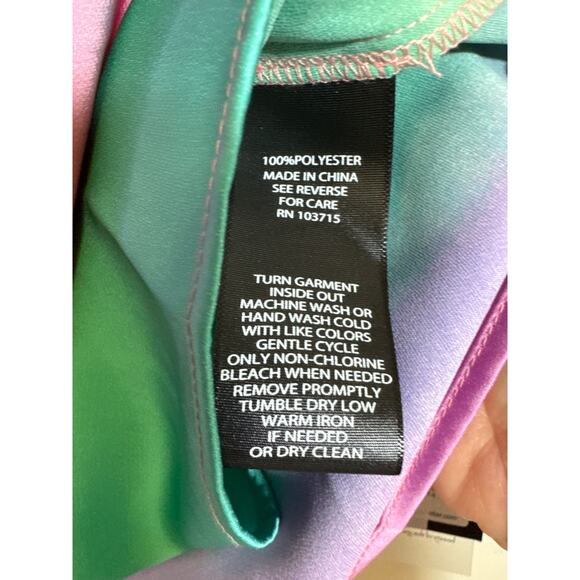 100%POLYESTER
MADE IN CHINA
SEE REVERSE
FOR CARE
RN 103715
TURN GARMENT
INSIDE OUT
MACHINE WASH OR
HAND WASH COLD
WITH LIKE COLORS
GENTLE CYCLE
ONLY NON-CHLORINE
BLEACH WHEN NEEDED
REMOVE PROMPTLY
TUMBLE DRY LOW
WARM IRON
IF NEEDED
OR DRY CLEAN